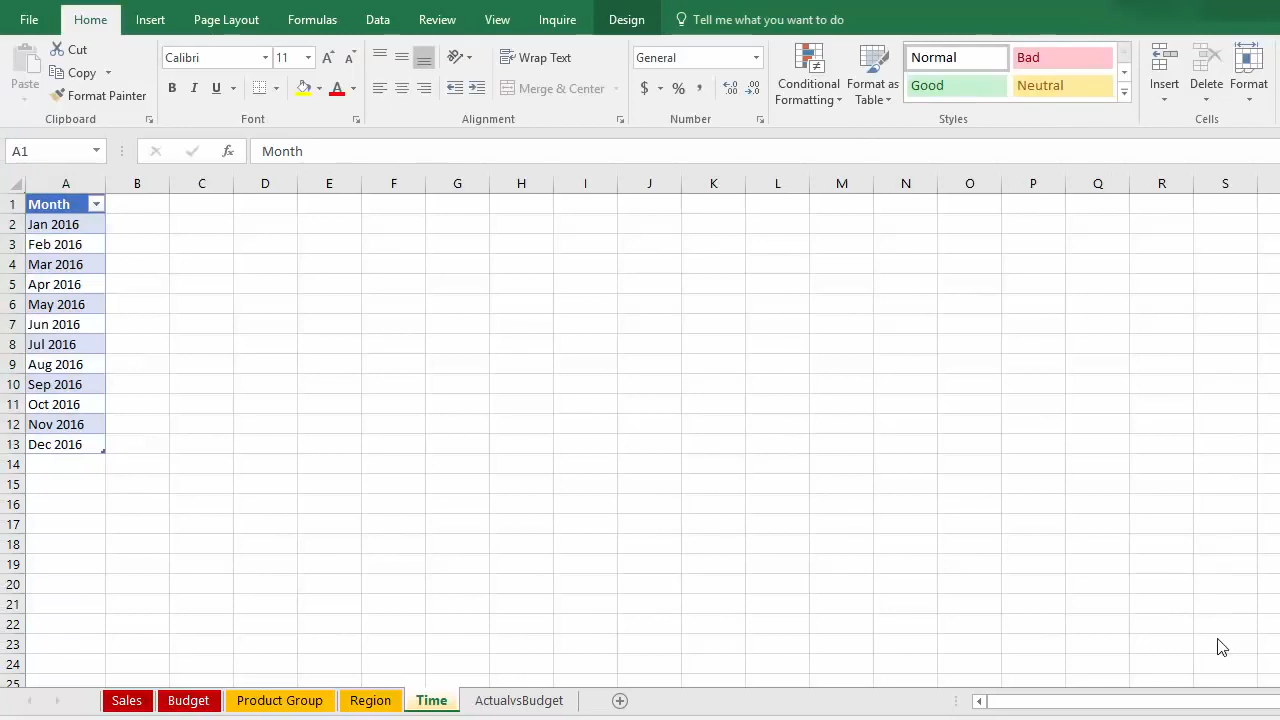 File Home Insert Page Layout Formulas Data Review View Inquire Design Tell me what you want to do
Paste Cut Calibri 11 A A Wrap Text General Conditional Formatting Format as Table Normal Bad Insert Delete Format
Copy B I U A Merge & Center $ % , Good Neutral
Format Painter
Clipboard Font Alignment Number Styles Cells
A1 fx Month
A B C D E F G H I J K L M N O P Q R S
1 Month
2 Jan 2016
3 Feb 2016
4 Mar 2016
5 Apr 2016
6 May 2016
7 Jun 2016
8 Jul 2016
9 Aug 2016
10 Sep 2016
11 Oct 2016
12 Nov 2016
13 Dec 2016
14
15
16
17
18
19
20
21
22
23
24
25
Sales Budget Product Group Region Time ActualvsBudget